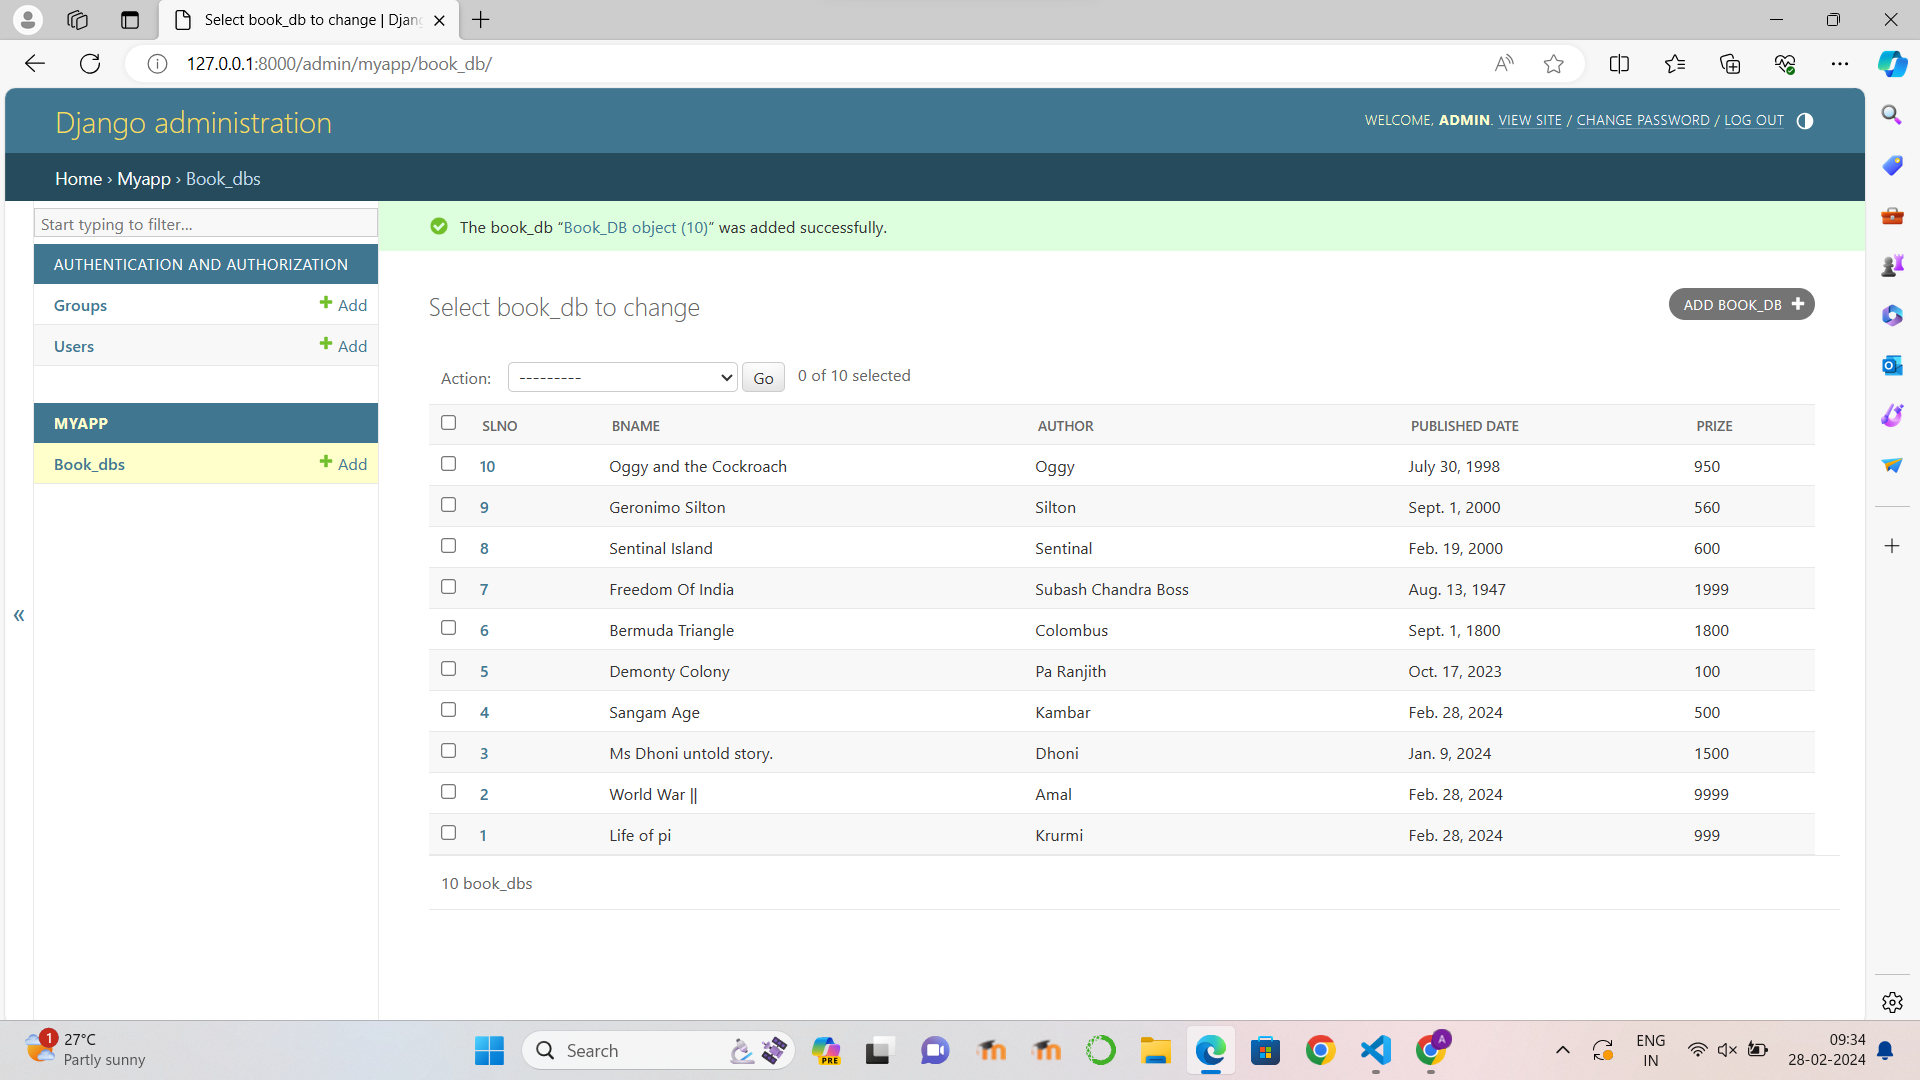 Select book_db to change | Djang
127.0.0.1:8000/admin/myapp/book_db/
Django administration
WELCOME, ADMIN. VIEW SITE / CHANGE PASSWORD / LOG OUT
Home › Myapp › Book_dbs
Start typing to filter...
AUTHENTICATION AND AUTHORIZATION
Groups + Add
Users + Add
MYAPP
Book_dbs + Add
«
The book_db “Book_DB object (10)” was added successfully.
Select book_db to change
ADD BOOK_DB +
Action: --------- Go 0 of 10 selected
SLNO BNAME AUTHOR PUBLISHED DATE PRIZE
10 Oggy and the Cockroach Oggy July 30, 1998 950
9 Geronimo Silton Silton Sept. 1, 2000 560
8 Sentinal Island Sentinal Feb. 19, 2000 600
7 Freedom Of India Subash Chandra Boss Aug. 13, 1947 1999
6 Bermuda Triangle Colombus Sept. 1, 1800 1800
5 Demonty Colony Pa Ranjith Oct. 17, 2023 100
4 Sangam Age Kambar Feb. 28, 2024 500
3 Ms Dhoni untold story. Dhoni Jan. 9, 2024 1500
2 World War || Amal Feb. 28, 2024 9999
1 Life of pi Krurmi Feb. 28, 2024 999
10 book_dbs
1
27°C
Partly sunny
Search
PRE
A
ENG
IN
09:34
28-02-2024